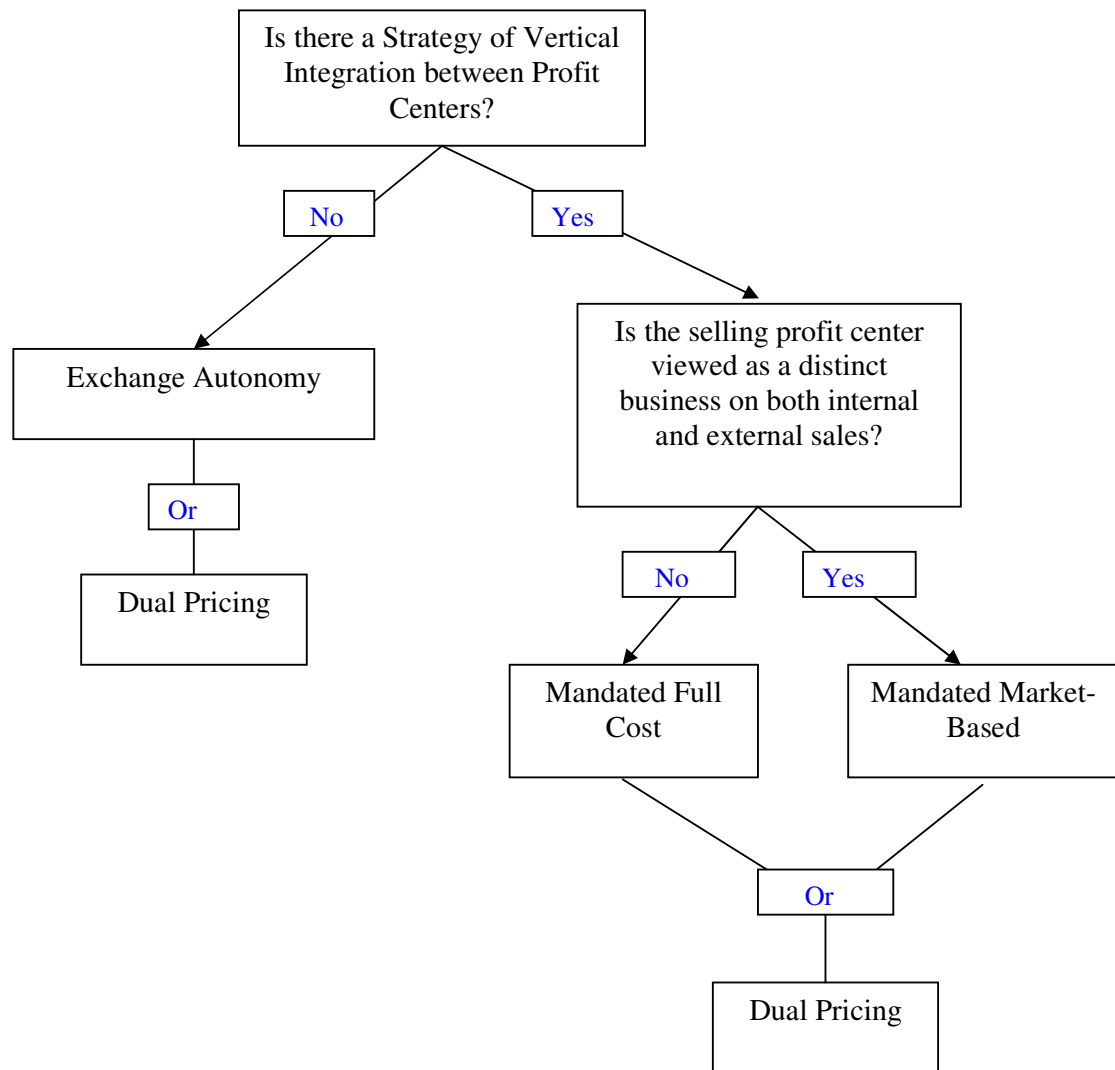 Is there a Strategy of Vertical
Integration between Profit
Centers?
No
Yes
Exchange Autonomy
Is the selling profit center
viewed as a distinct
business on both internal
and external sales?
Or
Dual Pricing
No
Yes
Mandated Full
Cost
Mandated Market-
Based
Or
Dual Pricing